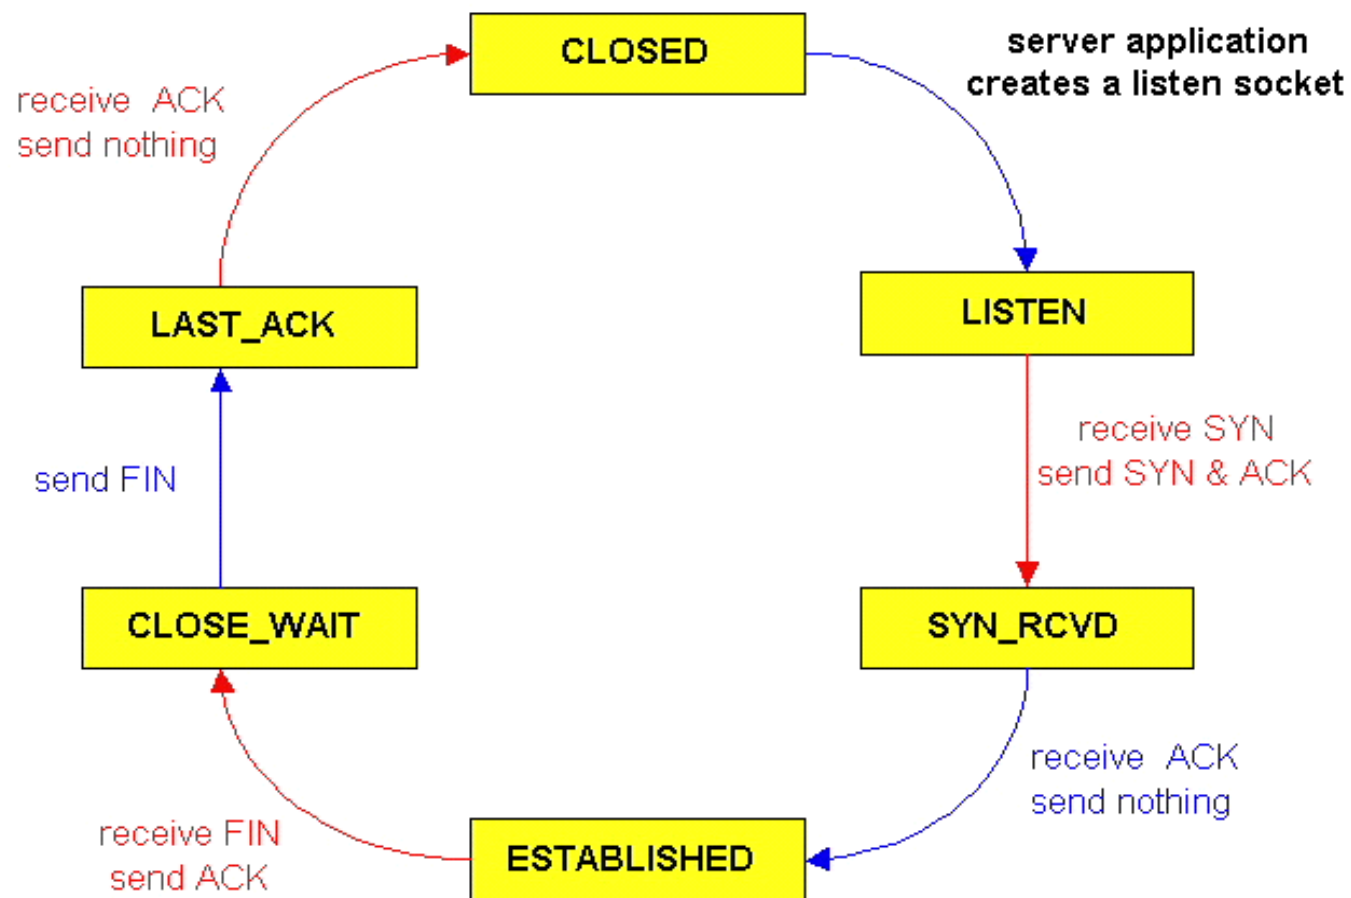 CLOSED
server application
creates a listen socket
receive ACK
send nothing
LAST_ACK
LISTEN
receive SYN
send SYN & ACK
send FIN
CLOSE_WAIT
SYN_RCVD
receive ACK
send nothing
receive FIN
send ACK
ESTABLISHED